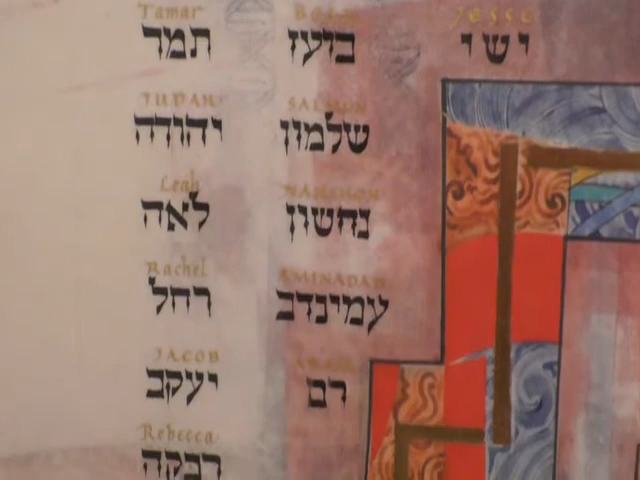 Tamar
תמר
JUDAH
יהודה
Leah
לאה
Rachel
רחל
JACOB
יעקב
Rebecca
רבקה
BOAZ
בועז
SALMON
שלמון
NAHSHON
נחשון
AMINADAB
עמינדב
רם
Jesse
ישי